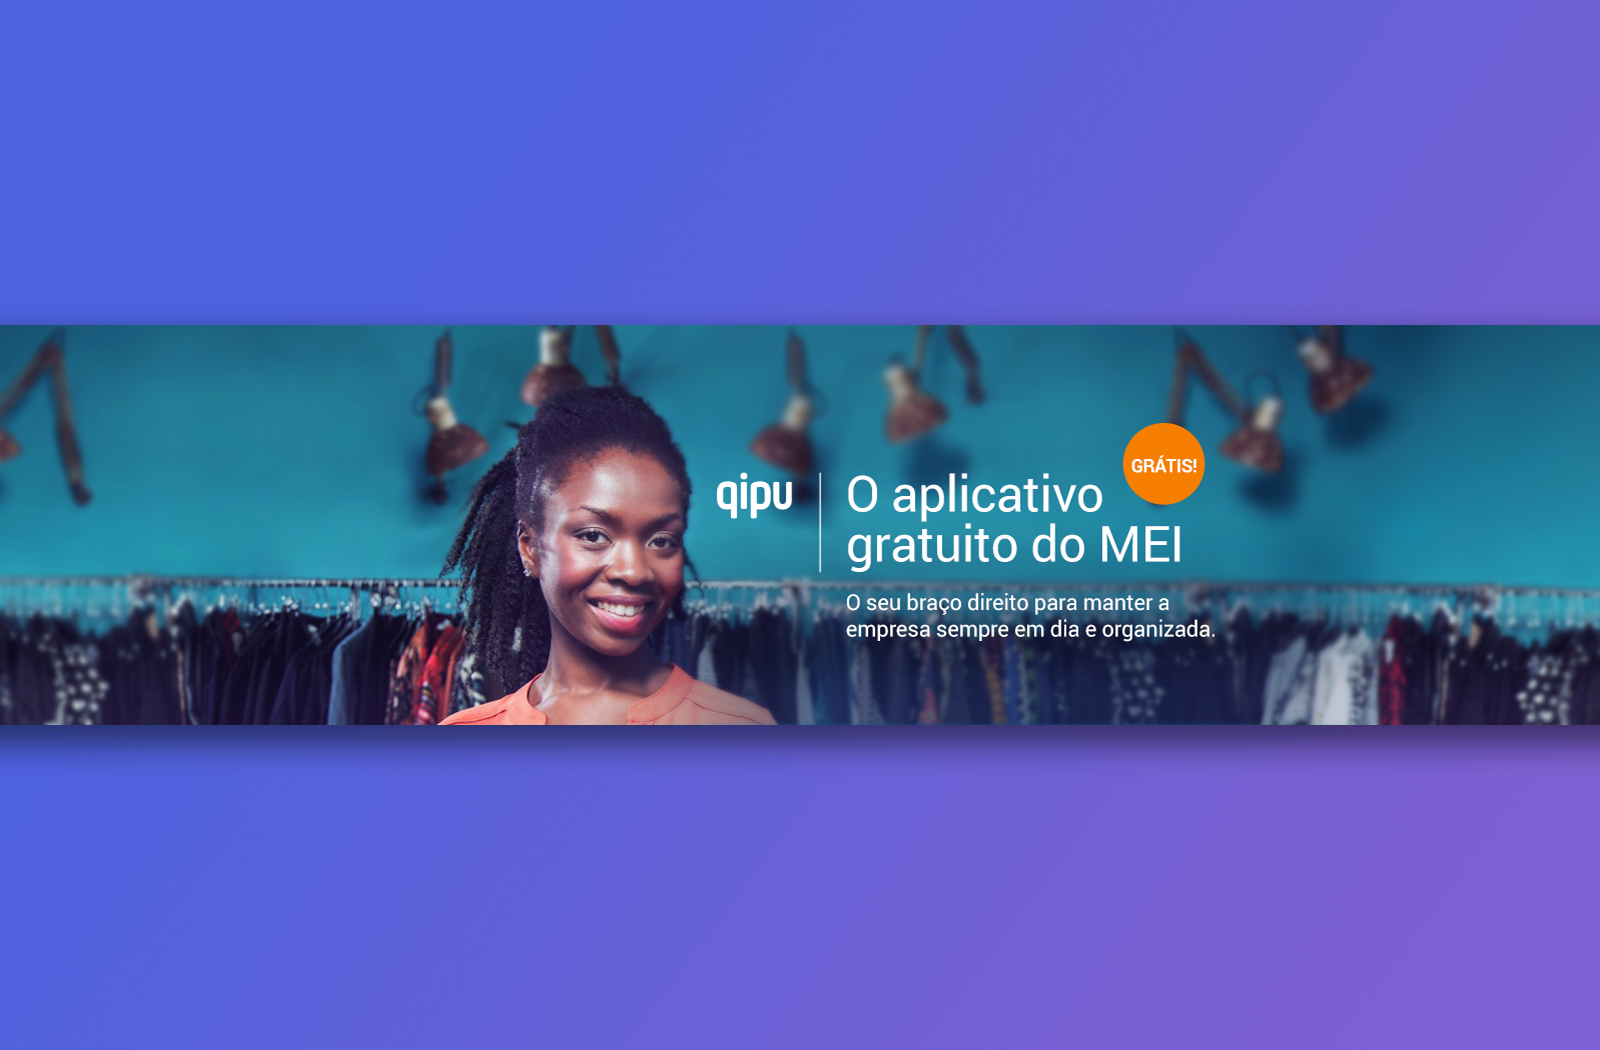 GRÁTIS!
qipu
O aplicativo
gratuito do MEI
O seu braço direito para manter a
empresa sempre em dia e organizada.